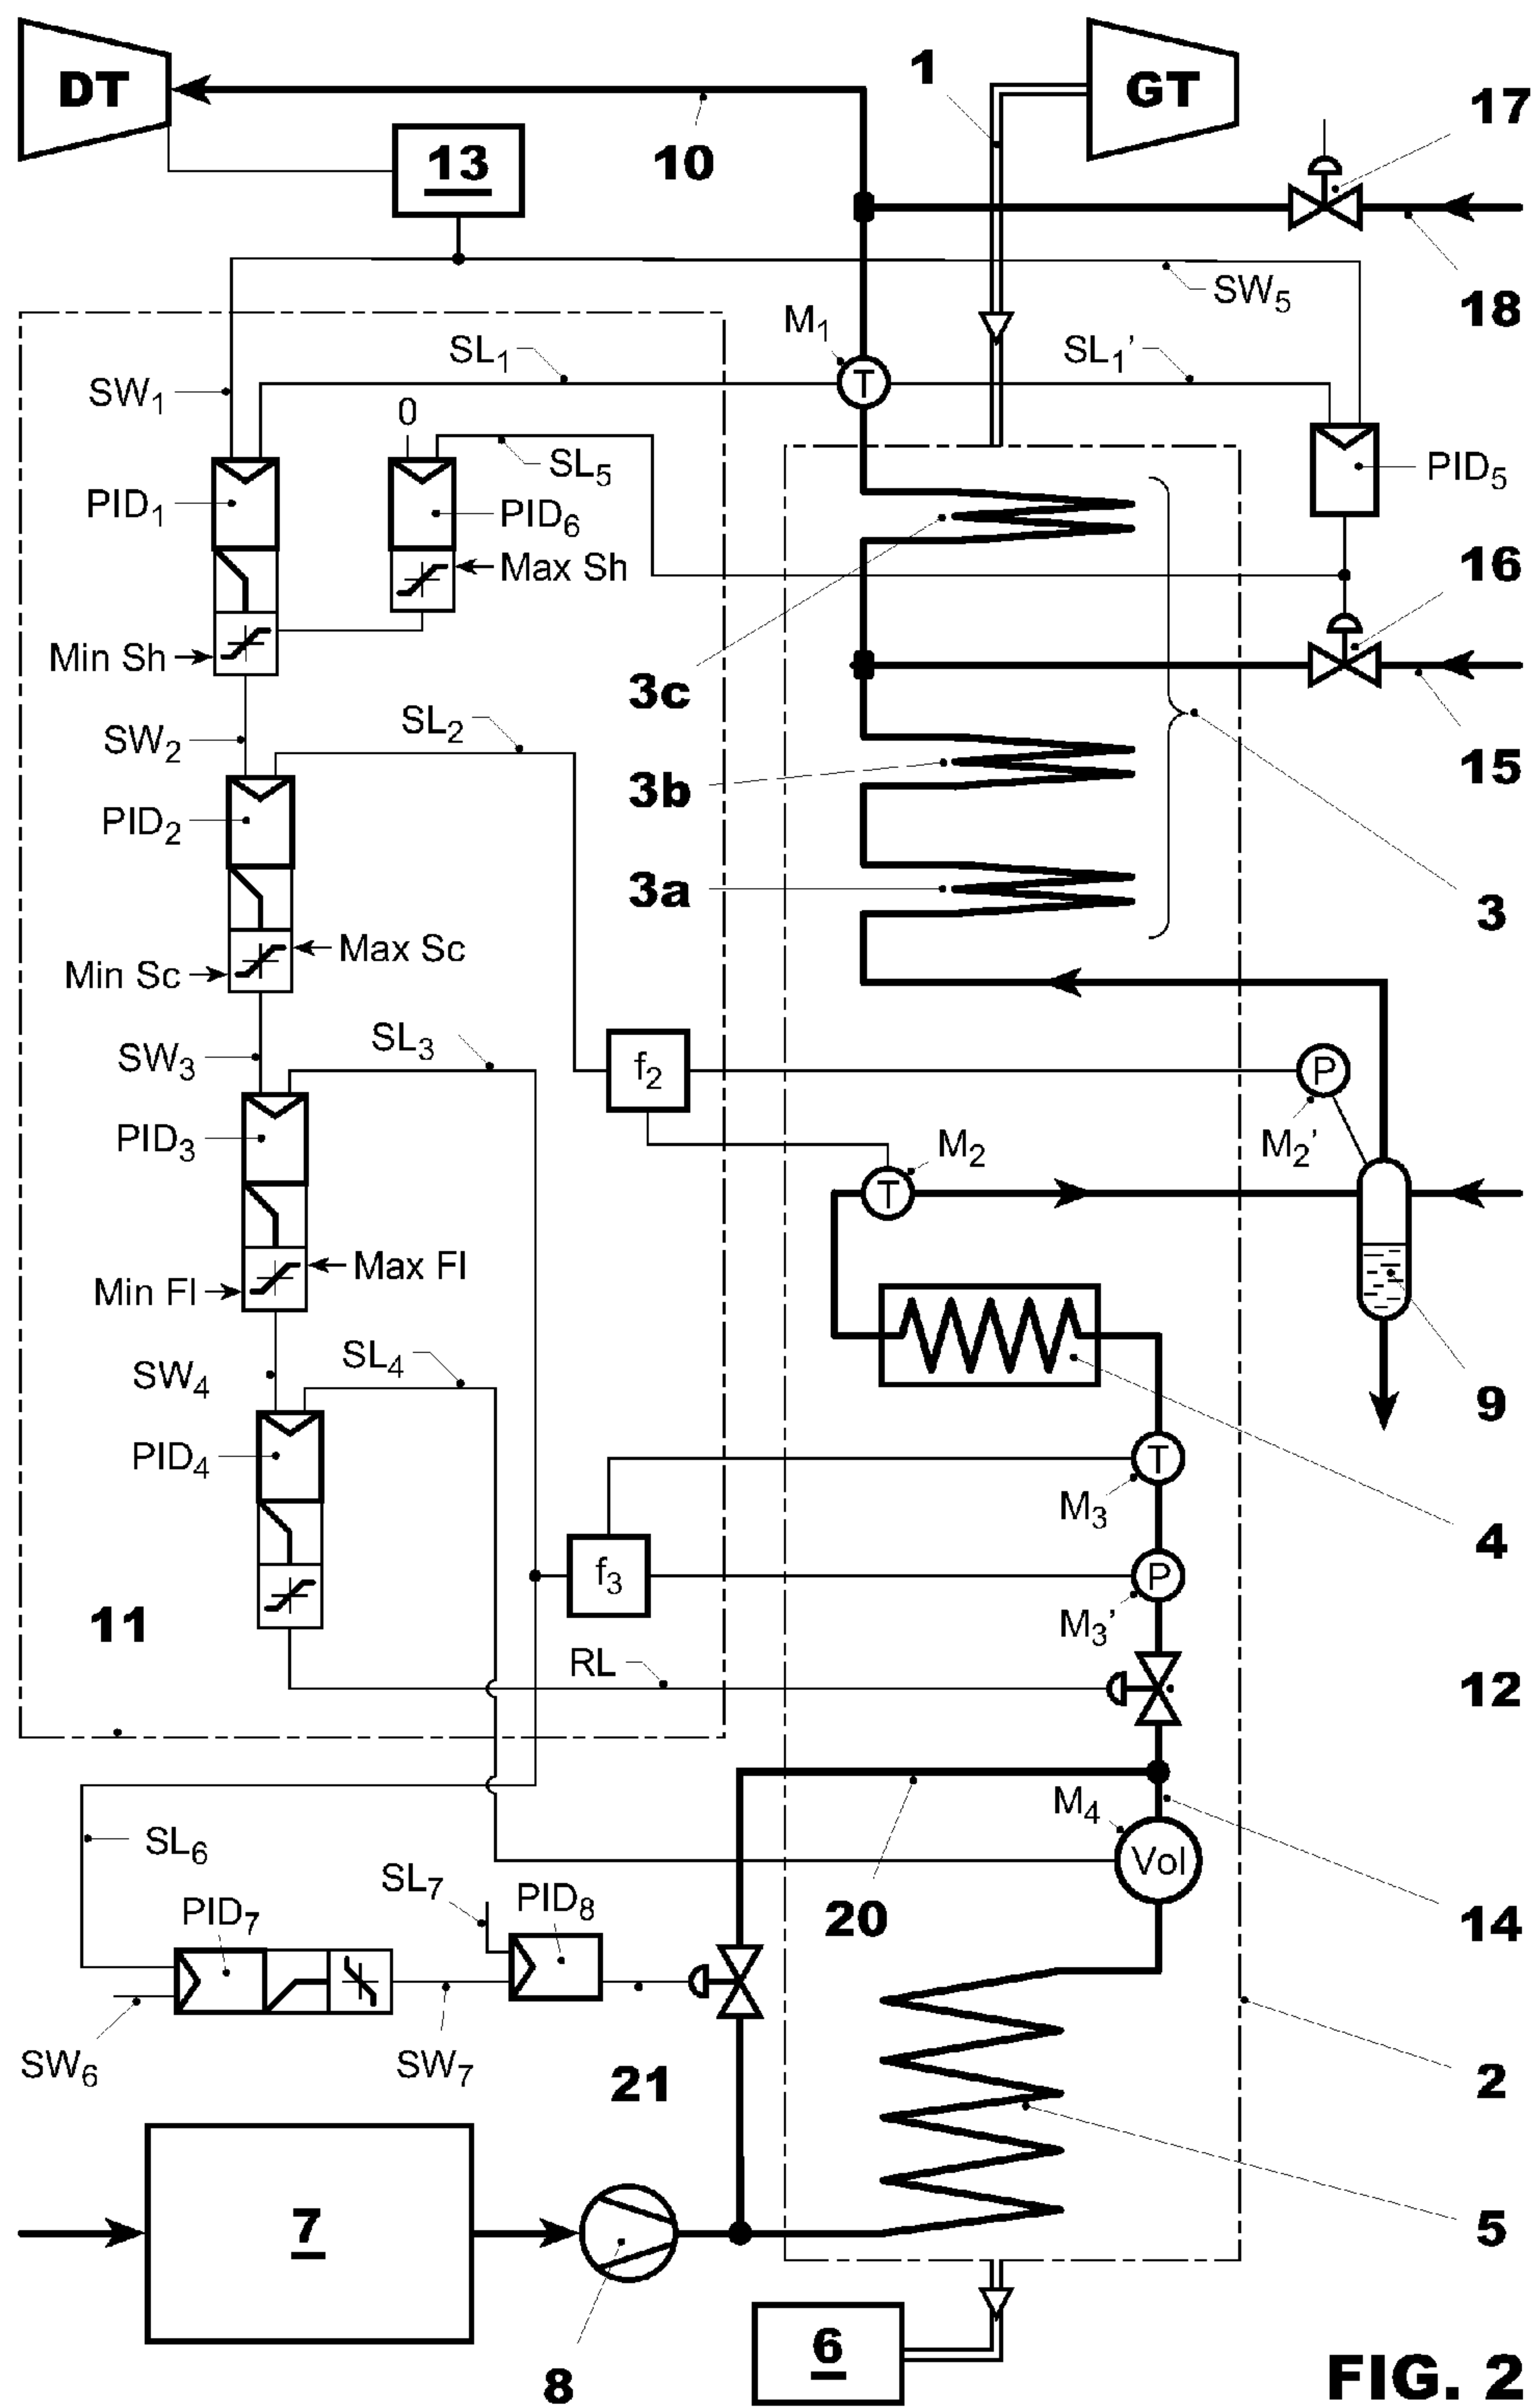 DT
GT
1
17
13
10
18
SW5
M1
SL1
SL1’
SW1
0
SL5
PID5
PID1
PID6
16
Max Sh
Min Sh
3c
SL2
SW2
15
3b
PID2
3a
3
Max Sc
Min Sc
SL3
SW3
f2
P
T
M2
M2’
PID3
Max Fl
Min Fl
SL4
SW4
9
PID4
T
M3
4
f3
P
M3’
11
RL
12
M4
SL6
Vol
SL7
PID8
PID7
20
14
SW6
SW7
21
2
7
5
6
8
FIG. 2
T